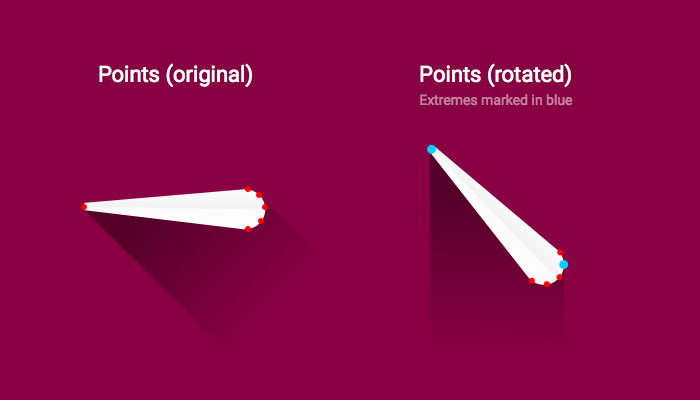 Points (original)
Points (rotated)
Extremes marked in blue